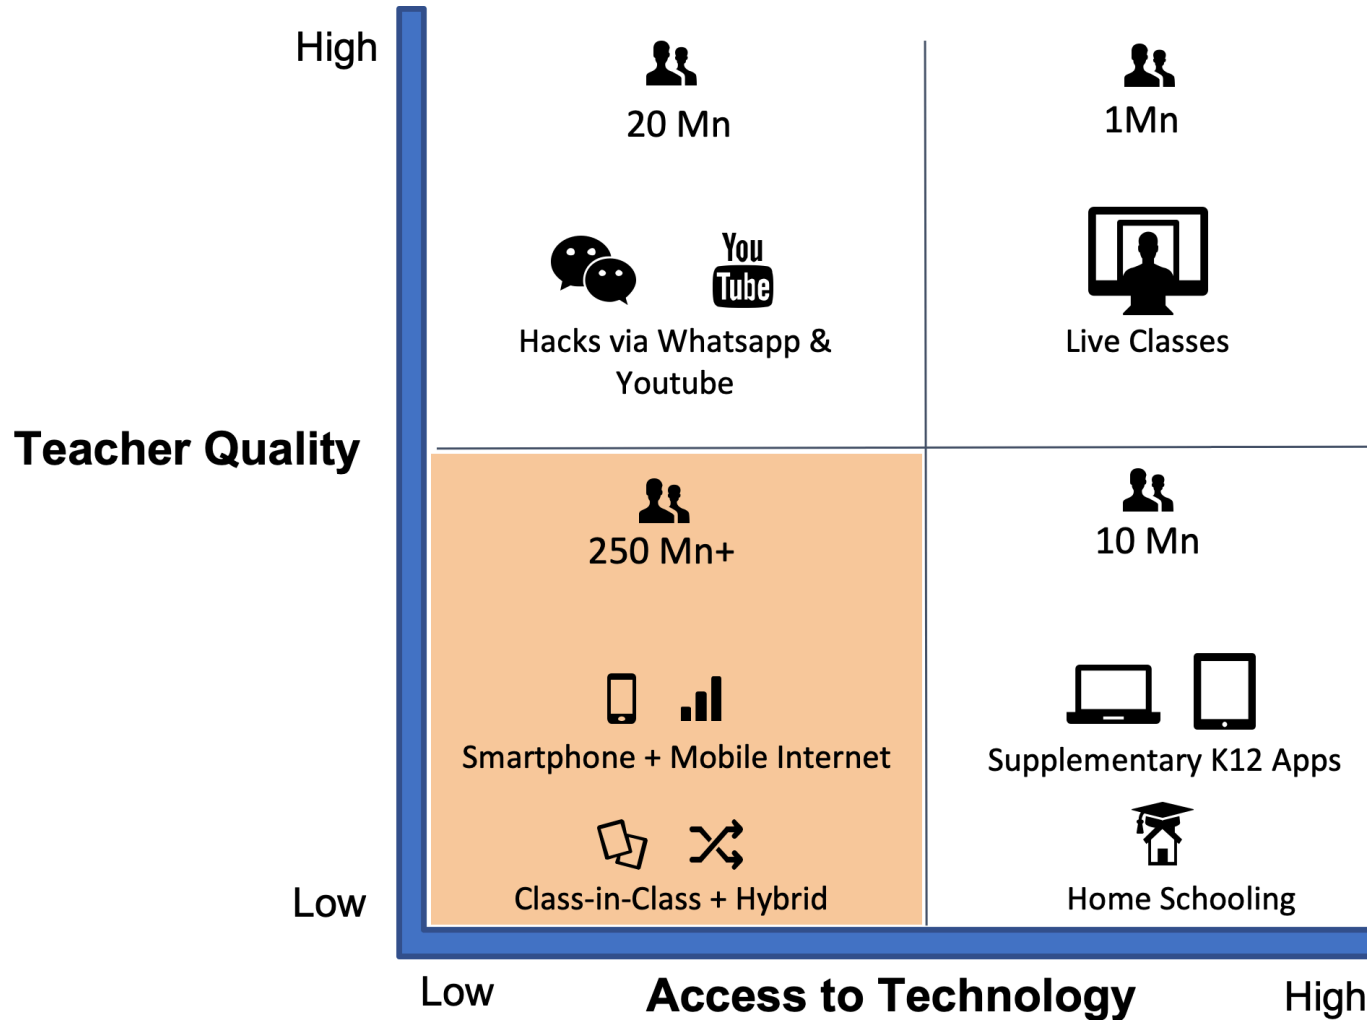 High
20 Mn
1Mn
You
Tube
Hacks via Whatsapp &
Youtube
Live Classes
Teacher Quality
250 Mn+
10 Mn
Smartphone + Mobile Internet
Supplementary K12 Apps
Class-in-Class + Hybrid
Home Schooling
Low
Low
Access to Technology
High